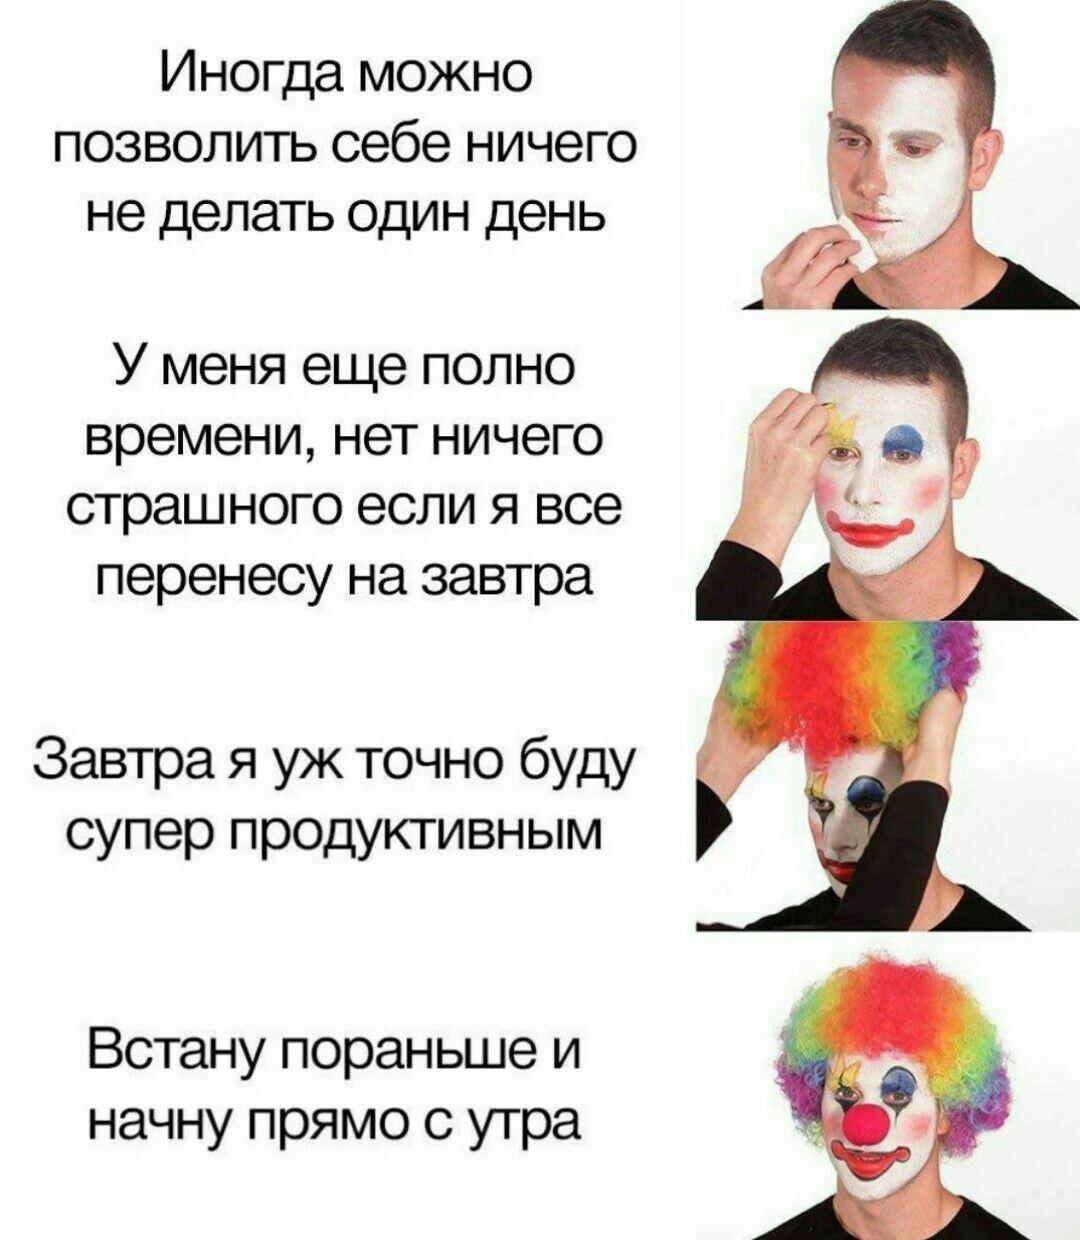 Иногда можно
позволить себе ничего
не делать один день
У меня еще полно
времени, нет ничего
страшного если я все
перенесу на завтра
Завтра я уж точно буду
супер продуктивным
Встану пораньше и
начну прямо с утра